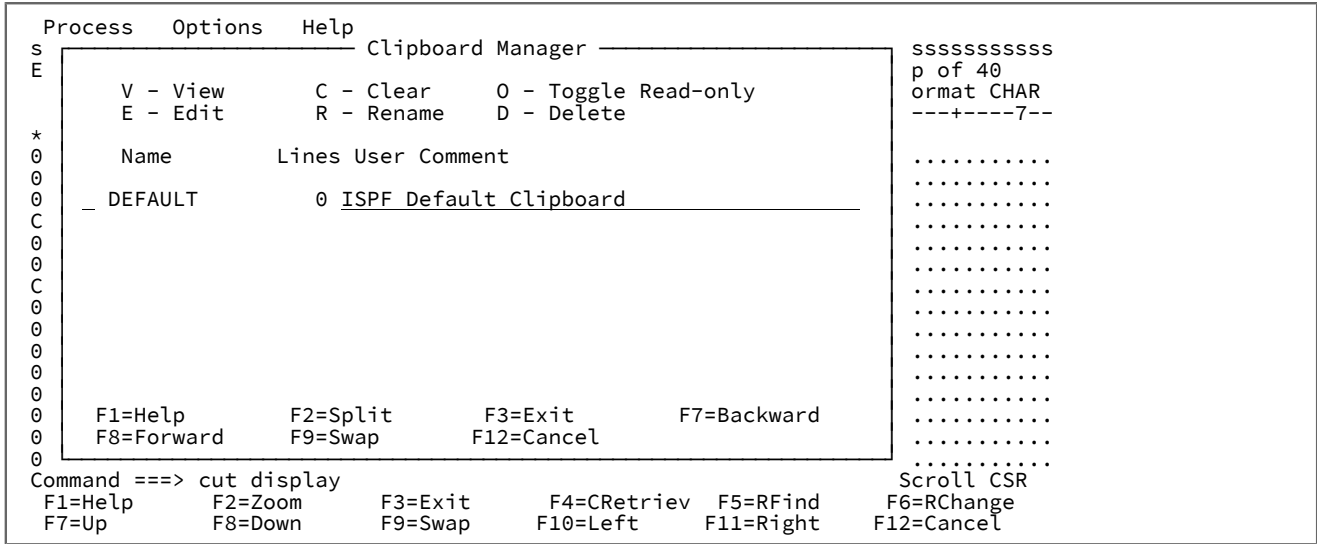 Process   Options   Help
s ─────────────────────── Clipboard Manager ─────────────────────── sssssssssss
E                                                                   p of 40
       V - View       C - Clear     O - Toggle Read-only            ormat CHAR
       E - Edit       R - Rename    D - Delete                      ---+----7--
*
0      Name        Lines User Comment                               ...........
0                                                                   ...........
0   _ DEFAULT         0 ISPF Default Clipboard                      ...........
C                                                                   ...........
0                                                                   ...........
0                                                                   ...........
C                                                                   ...........
0                                                                   ...........
0                                                                   ...........
0                                                                   ...........
0                                                                   ...........
0                                                                   ...........
0    F1=Help        F2=Split       F3=Exit        F7=Backward       ...........
0    F8=Forward     F9=Swap       F12=Cancel                        ...........
0                                                                   ...........
Command ===> cut display                                           Scroll CSR
F1=Help      F2=Zoom      F3=Exit      F4=CRetriev  F5=RFind     F6=RChange
F7=Up        F8=Down      F9=Swap     F10=Left     F11=Right    F12=Cancel